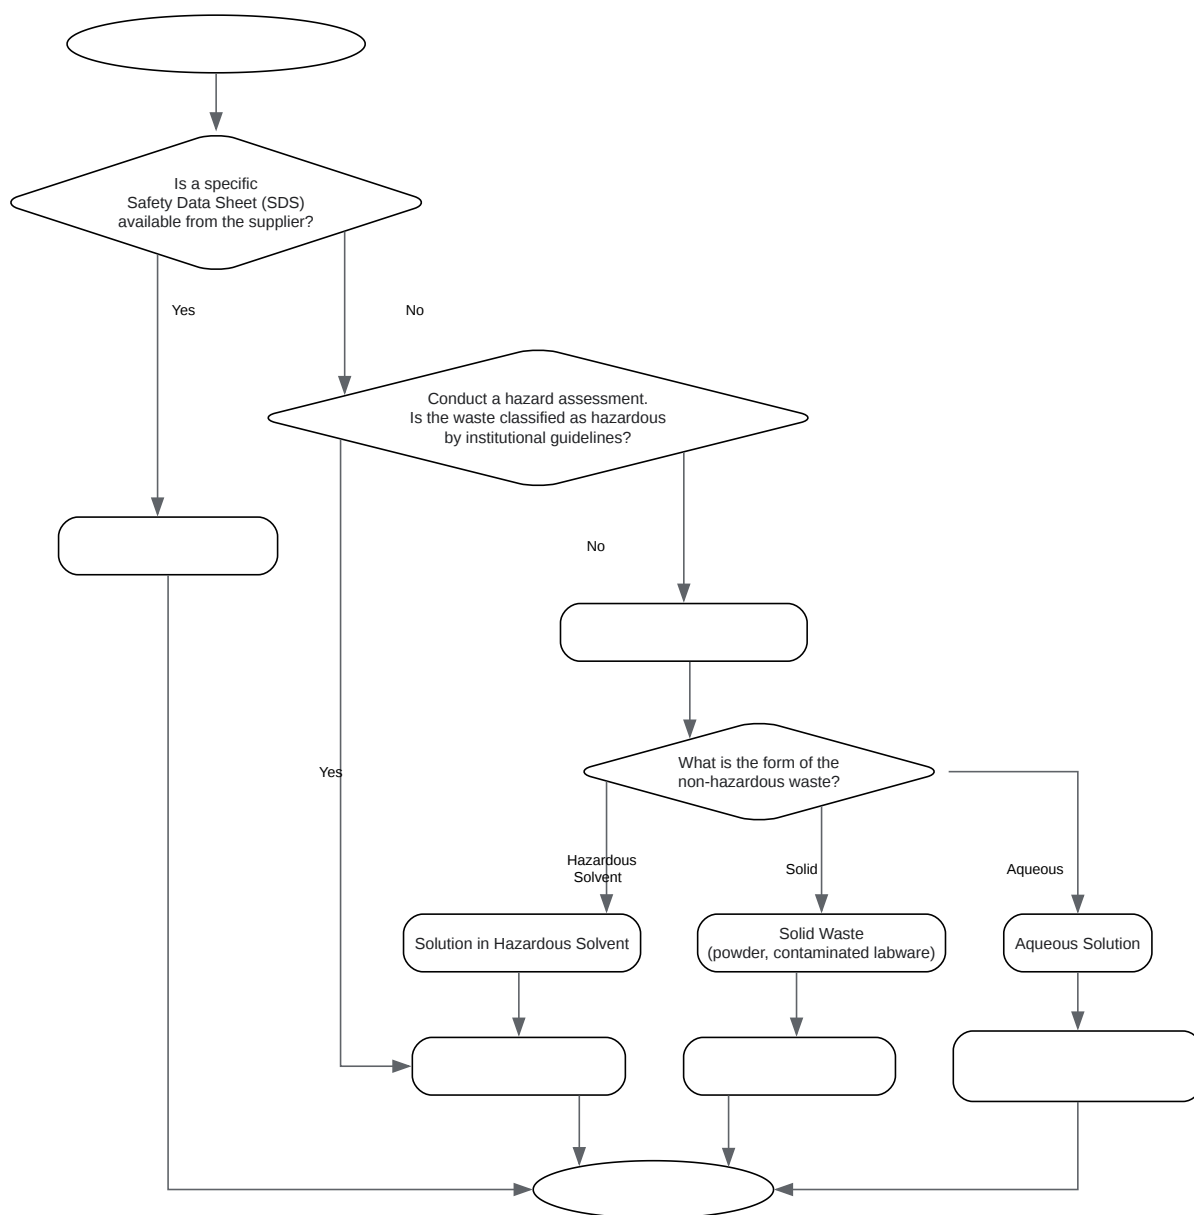 Is a specific
Safety Data Sheet (SDS)
available from the supplier?
Yes
No
Conduct a hazard assessment.
Is the waste classified as hazardous
by institutional guidelines?
No
Yes
What is the form of the
non-hazardous waste?
Hazardous
Solvent
Solid
Aqueous
Solution in Hazardous Solvent
Solid Waste
(powder, contaminated labware)
Aqueous Solution